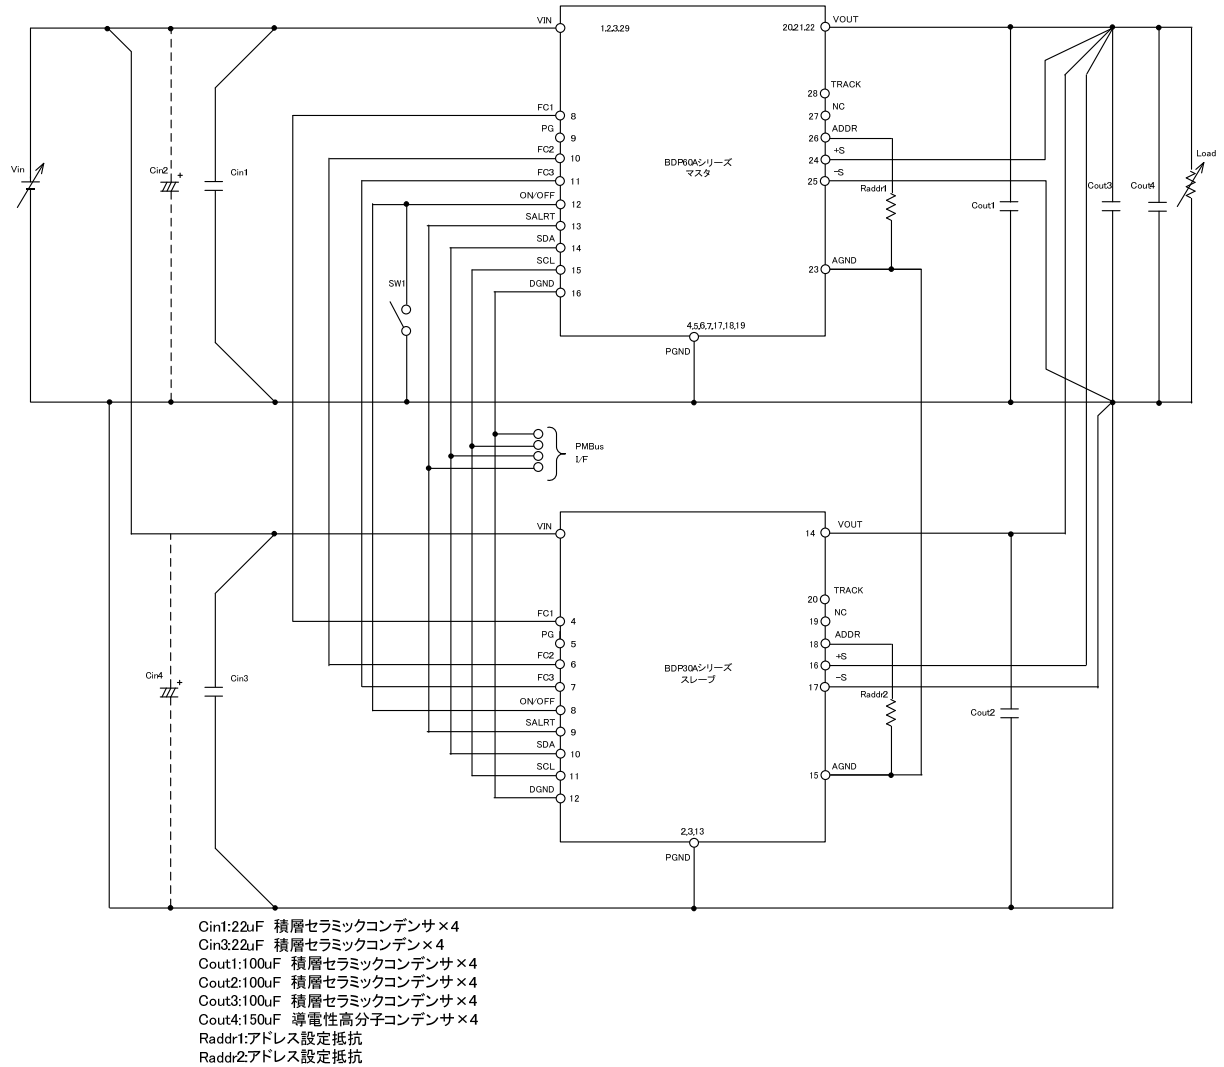 VIN
1,2,3,29
20,21,22
VOUT
28
TRACK
27
NC
26
ADDR
24
+S
25
-S
FC1
8
PG
9
FC2
10
FC3
11
ON/OFF
12
SALRT
13
SDA
14
SCL
15
DGND
16
BDP60Aシリーズ
マスタ
Vin
Cin2
+
Cin1
SW1
Raddr1
Cout1
Cout3
Cout4
Load
23
AGND
4,5,6,7,17,18,19
PGND
PMBus
I/F
VIN
14
VOUT
20
TRACK
19
NC
18
ADDR
16
+S
17
-S
FC1
4
PG
5
FC2
6
FC3
7
ON/OFF
8
SALRT
9
SDA
10
SCL
11
DGND
12
BDP30Aシリーズ
スレーブ
Cin4
+
Cin3
Raddr2
Cout2
15
AGND
2,3,13
PGND
Cin1:22uF 積層セラミックコンデンサ×4
Cin3:22uF 積層セラミックコンデン×4
Cout1:100uF 積層セラミックコンデンサ×4
Cout2:100uF 積層セラミックコンデンサ×4
Cout3:100uF 積層セラミックコンデンサ×4
Cout4:150uF 導電性高分子コンデンサ×4
Raddr1:アドレス設定抵抗
Raddr2:アドレス設定抵抗